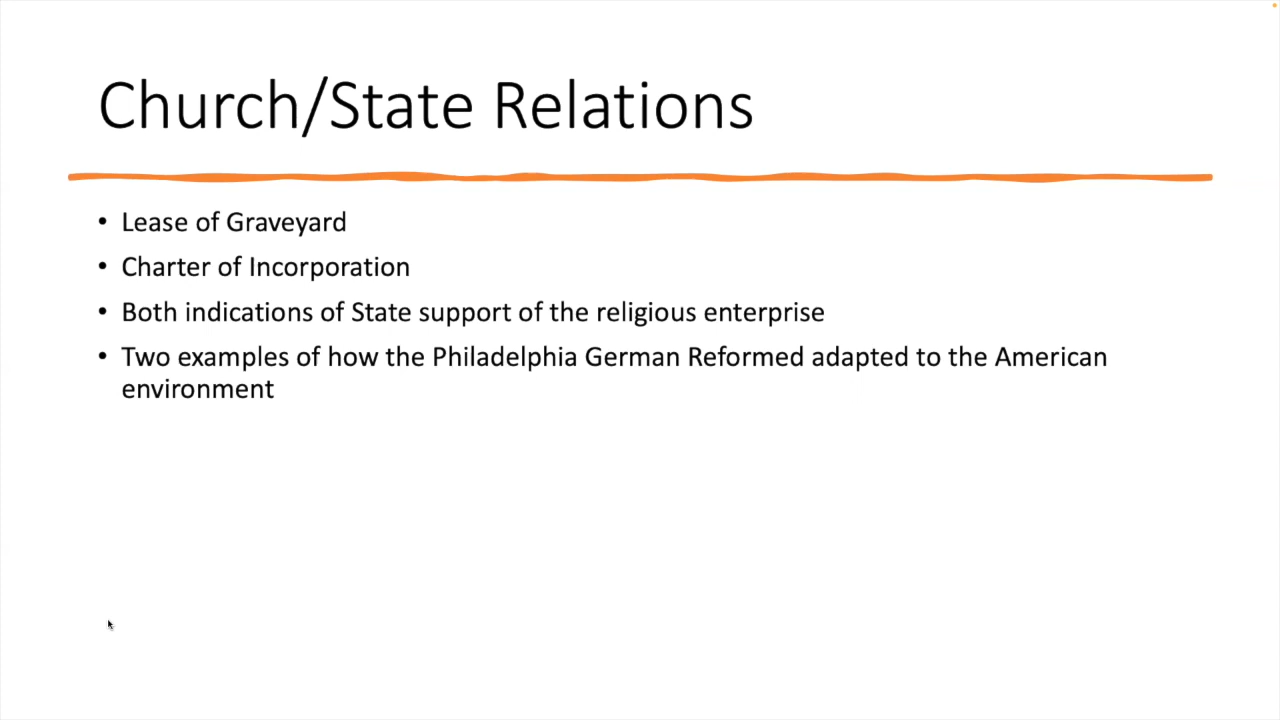 Church/State Relations
• Lease of Graveyard
• Charter of Incorporation
• Both indications of State support of the religious enterprise
• Two examples of how the Philadelphia German Reformed adapted to the American
environment